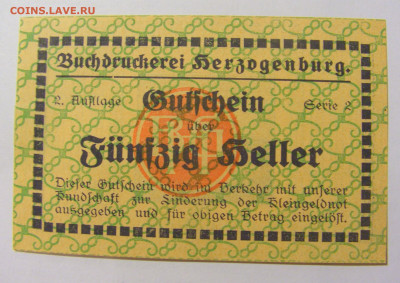 COINS.ЛАVE.RU
Buchdruckerei Herzogenburg.
2. Auflage Gutschein Serie 2
über
Fünfzig Heller
Dieser Gutschein wird im Verkehr mit unserer
Kundschaft zur Linderung der Kleingeldnot
ausgegeben und für obigen Betrag eingelöst.